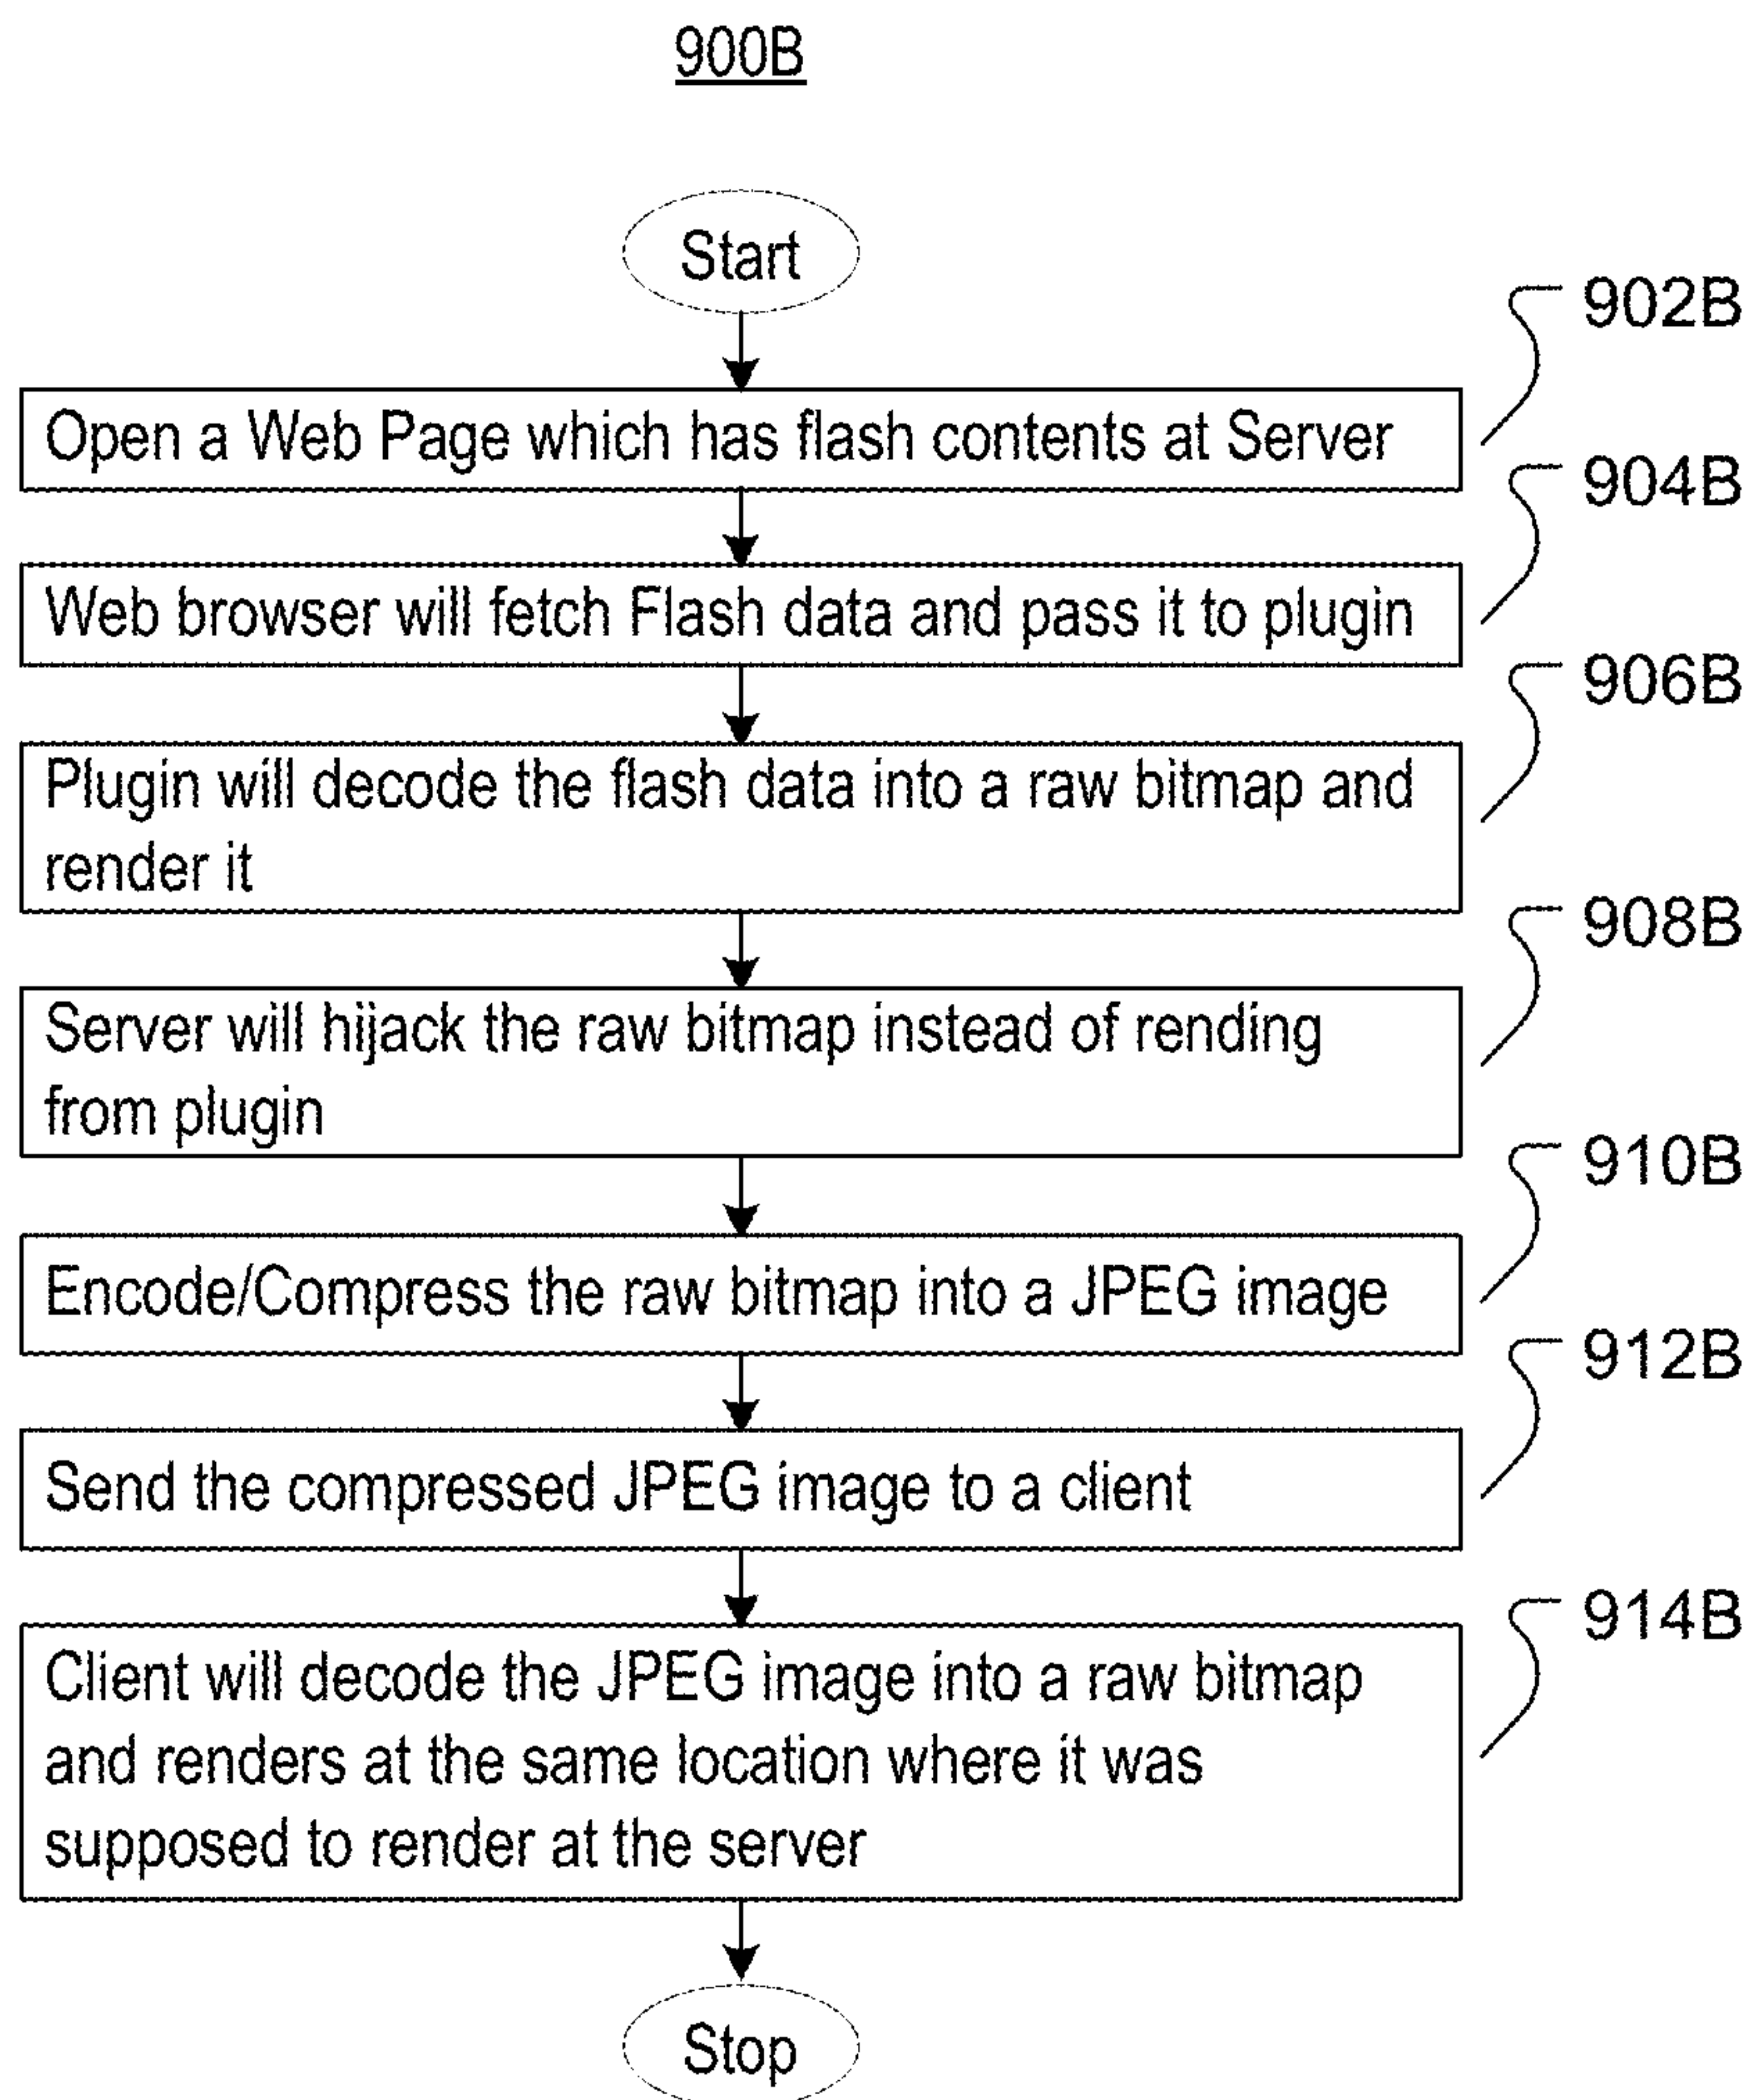 900B
Start
902B
Open a Web Page which has flash contents at Server
904B
Web browser will fetch Flash data and pass it to plugin
906B
Plugin will decode the flash data into a raw bitmap and
render it
908B
Server will hijack the raw bitmap instead of rending
from plugin
910B
Encode/Compress the raw bitmap into a JPEG image
912B
Send the compressed JPEG image to a client
914B
Client will decode the JPEG image into a raw bitmap
and renders at the same location where it was
supposed to render at the server
Stop